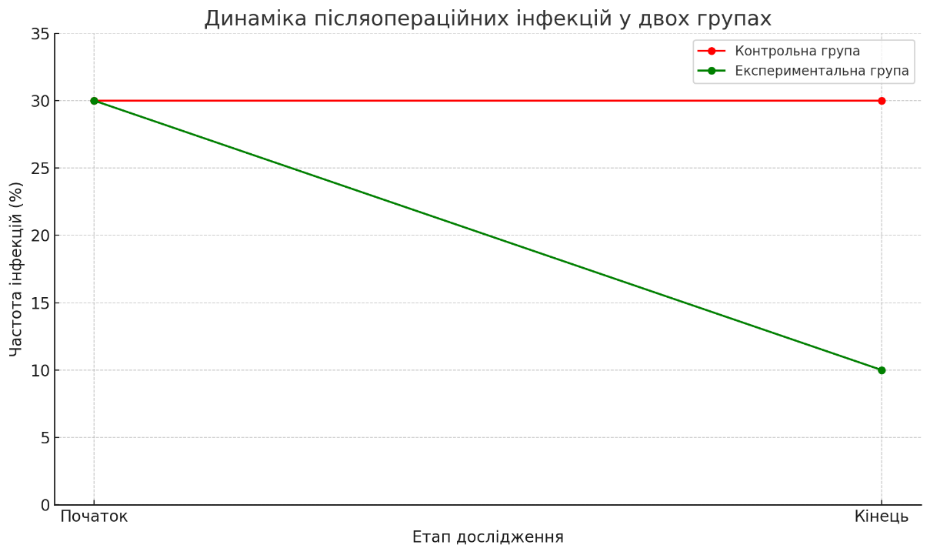 Динаміка післяопераційних інфекцій у двох групах
Контрольна група
Експериментальна група
Частота інфекцій (%)
35
30
25
20
15
10
5
0
Початок
Кінець
Етап дослідження